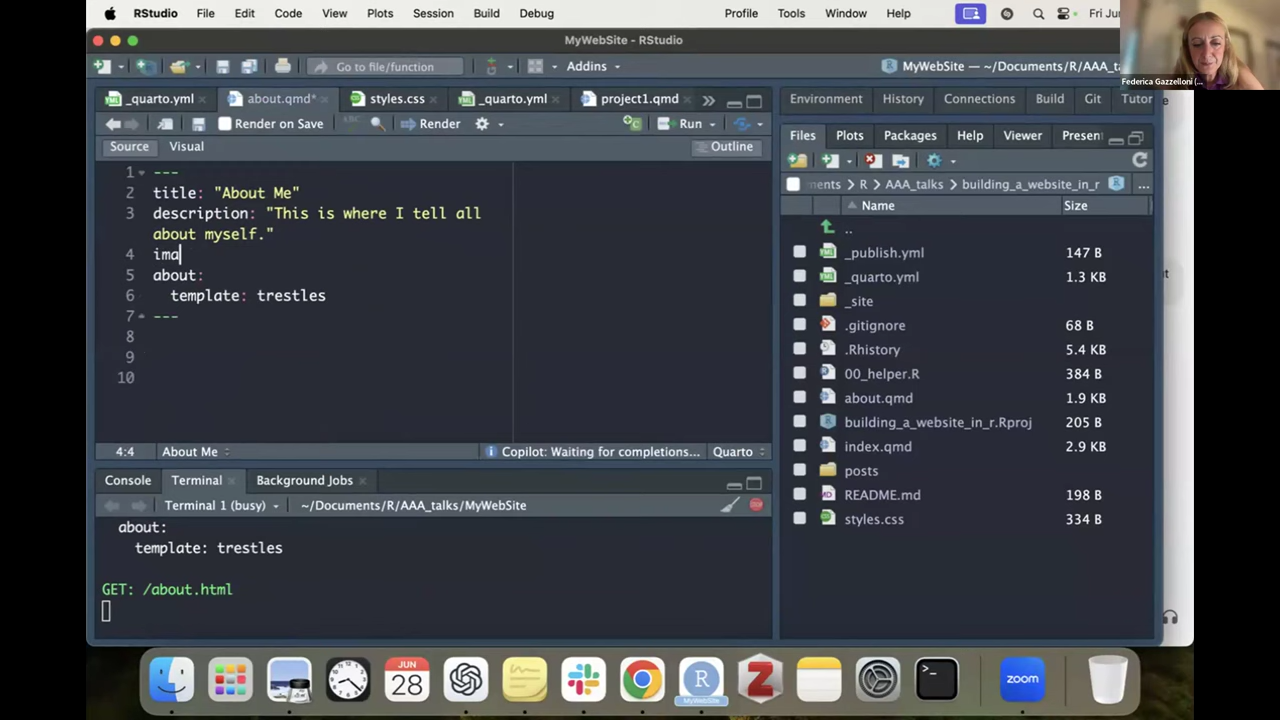 RStudio File Edit Code View Plots Session Build Debug Profile Tools Window Help Fri Jun
MyWebSite - RStudio
Federica Gazzelloni (...
Go to file/function Addins MyWebSite — ~/Documents/R/AAA_ta...
_quarto.yml about.qmd* styles.css _quarto.yml project1.qmd
Environment History Connections Build Git Tutor
Render on Save Render Run
Files Plots Packages Help Viewer Present
Source Visual Outline
ments R AAA_talks building_a_website_in_r ...
Name Size
1 ---
2 title: "About Me"
3 description: "This is where I tell all
about myself."
4 ima
5 about:
6 template: trestles
7 ---
8
9
10
..
_publish.yml 147 B
_quarto.yml 1.3 KB
_site
.gitignore 68 B
.Rhistory 5.4 KB
00_helper.R 384 B
about.qmd 1.9 KB
building_a_website_in_r.Rproj 205 B
index.qmd 2.9 KB
posts
README.md 198 B
styles.css 334 B
4:4 About Me Copilot: Waiting for completions... Quarto
Console Terminal Background Jobs
Terminal 1 (busy) ~/Documents/R/AAA_talks/MyWebSite
about:
template: trestles
GET: /about.html
JUN
28
R
MyWebSite
Z
>_
zoom